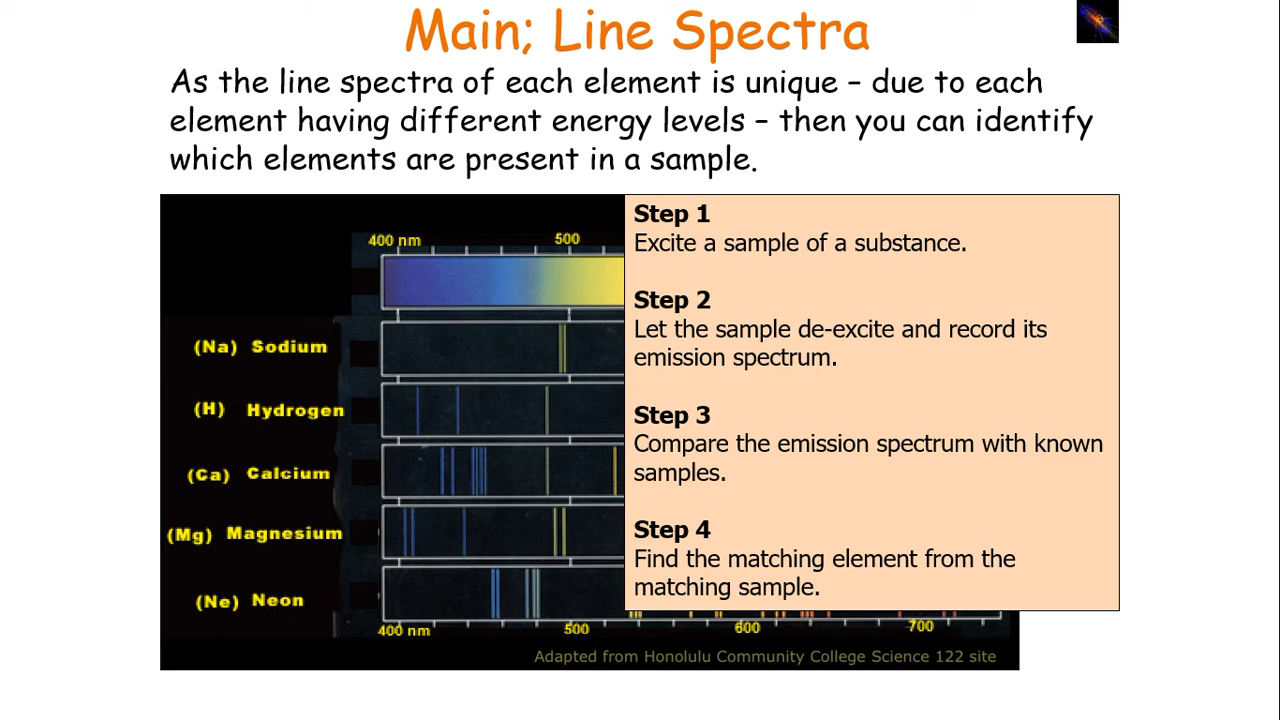 Main; Line Spectra
As the line spectra of each element is unique – due to each
element having different energy levels – then you can identify
which elements are present in a sample.
400 nm 500
(Na) Sodium
(H) Hydrogen
(Ca) Calcium
(Mg) Magnesium
(Ne) Neon
400 nm 500 600 700
Adapted from Honolulu Community College Science 122 site
Step 1
Excite a sample of a substance.
Step 2
Let the sample de-excite and record its
emission spectrum.
Step 3
Compare the emission spectrum with known
samples.
Step 4
Find the matching element from the
matching sample.